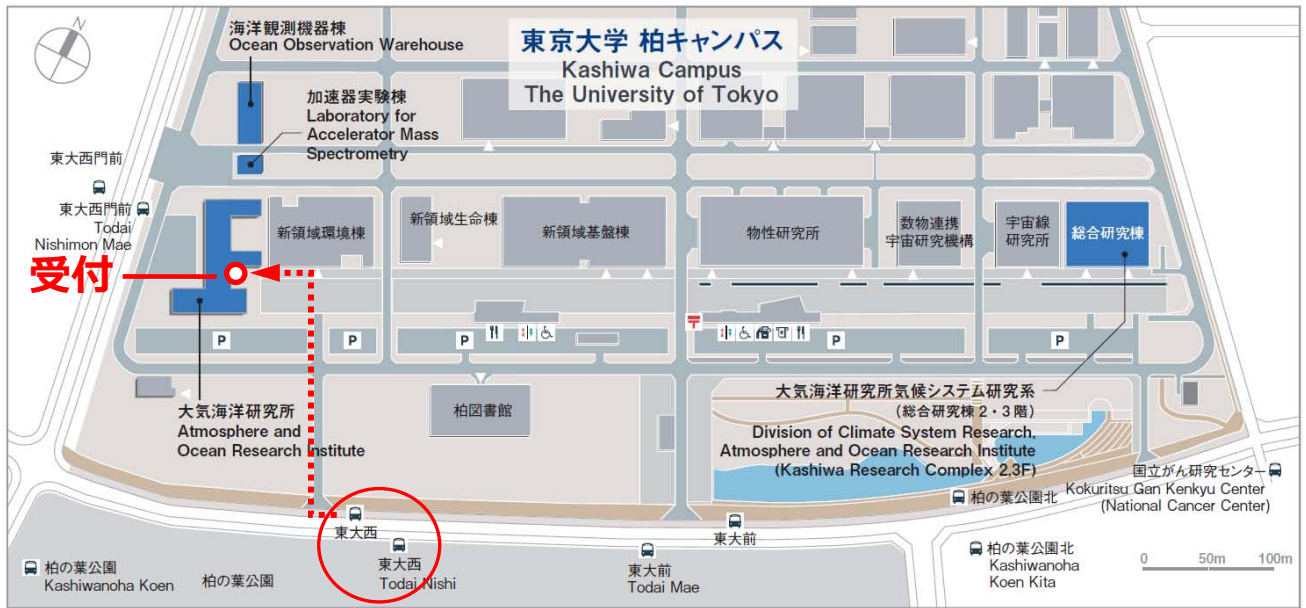 N
海洋観測機器棟
Ocean Observation Warehouse
東京大学 柏キャンパス
Kashiwa Campus
The University of Tokyo
加速器実験棟
Laboratory for
Accelerator Mass
Spectrometry
東大西門前
東大西門前
Todai
Nishimon Mae
新領域環境棟
新領域生命棟
新領域基盤棟
物性研究所
数物連携
宇宙研究機構
宇宙線
研究所
総合研究棟
受付
P
P
P
〒
P
P
大気海洋研究所
Atmosphere and
Ocean Research Institute
柏図書館
大気海洋研究所気候システム研究系
(総合研究棟2・3階)
Division of Climate System Research,
Atmosphere and Ocean Research Institute
(Kashiwa Research Complex 2,3F)
国立がん研究センター
Kokuritsu Gan Kenkyu Center
(National Cancer Center)
柏の葉公園北
東大西
東大前
東大西
Todai Nishi
東大前
Todai Mae
柏の葉公園北
Kashiwanoha
Koen Kita
柏の葉公園
Kashiwanoha Koen
柏の葉公園
0 50m 100m